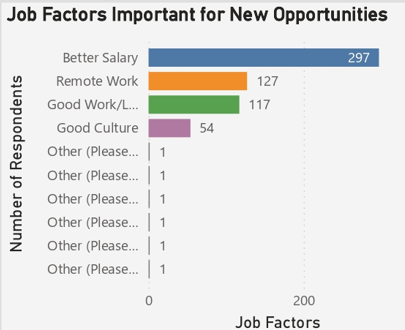 Job Factors Important for New Opportunities
Number of Respondents
Better Salary 297
Remote Work 127
Good Work/L... 117
Good Culture 54
Other (Please... 1
Other (Please... 1
Other (Please... 1
Other (Please... 1
Other (Please... 1
Other (Please... 1
0 200
Job Factors